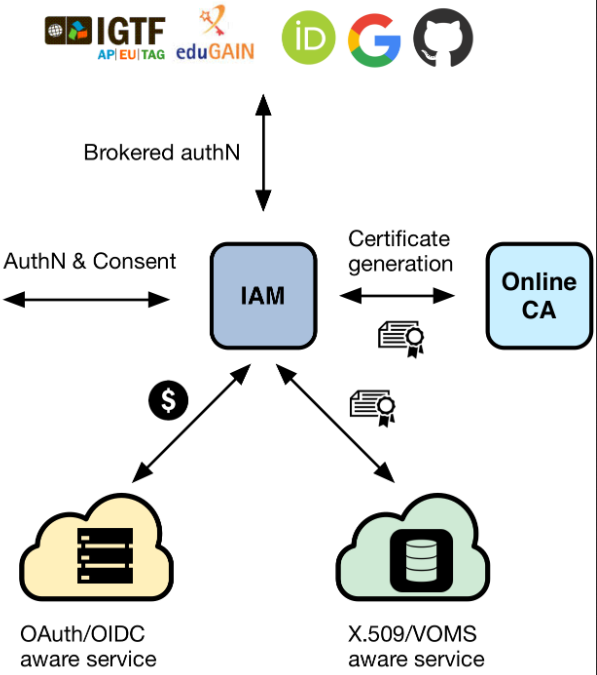 IGTF
AP|EU|TAG
eduGAIN
iD
G
Brokered authN
AuthN & Consent
Certificate
generation
IAM
Online
CA
$
OAuth/OIDC
aware service
X.509/VOMS
aware service